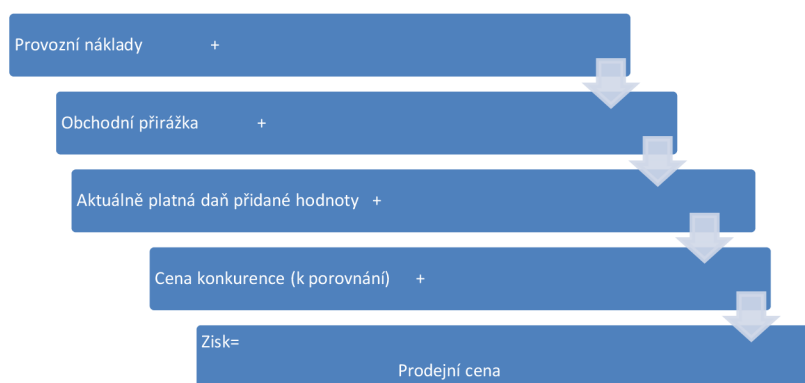 Provozní náklady +
Obchodní přirážka +
Aktuálně platná daň přidané hodnoty +
Cena konkurence (k porovnání) +
Zisk=
Prodejní cena